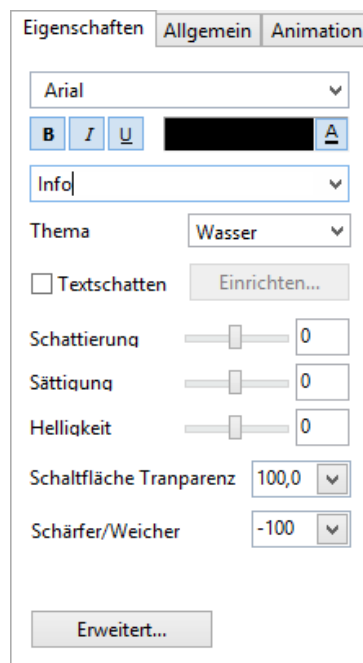 Eigenschaften Allgemein Animation
Arial
B I U A
Info
Thema Wasser
Textschatten Einrichten...
Schattierung 0
Sättigung 0
Helligkeit 0
Schaltfläche Tranparenz 100,0
Schärfer/Weicher -100
Erweitert...